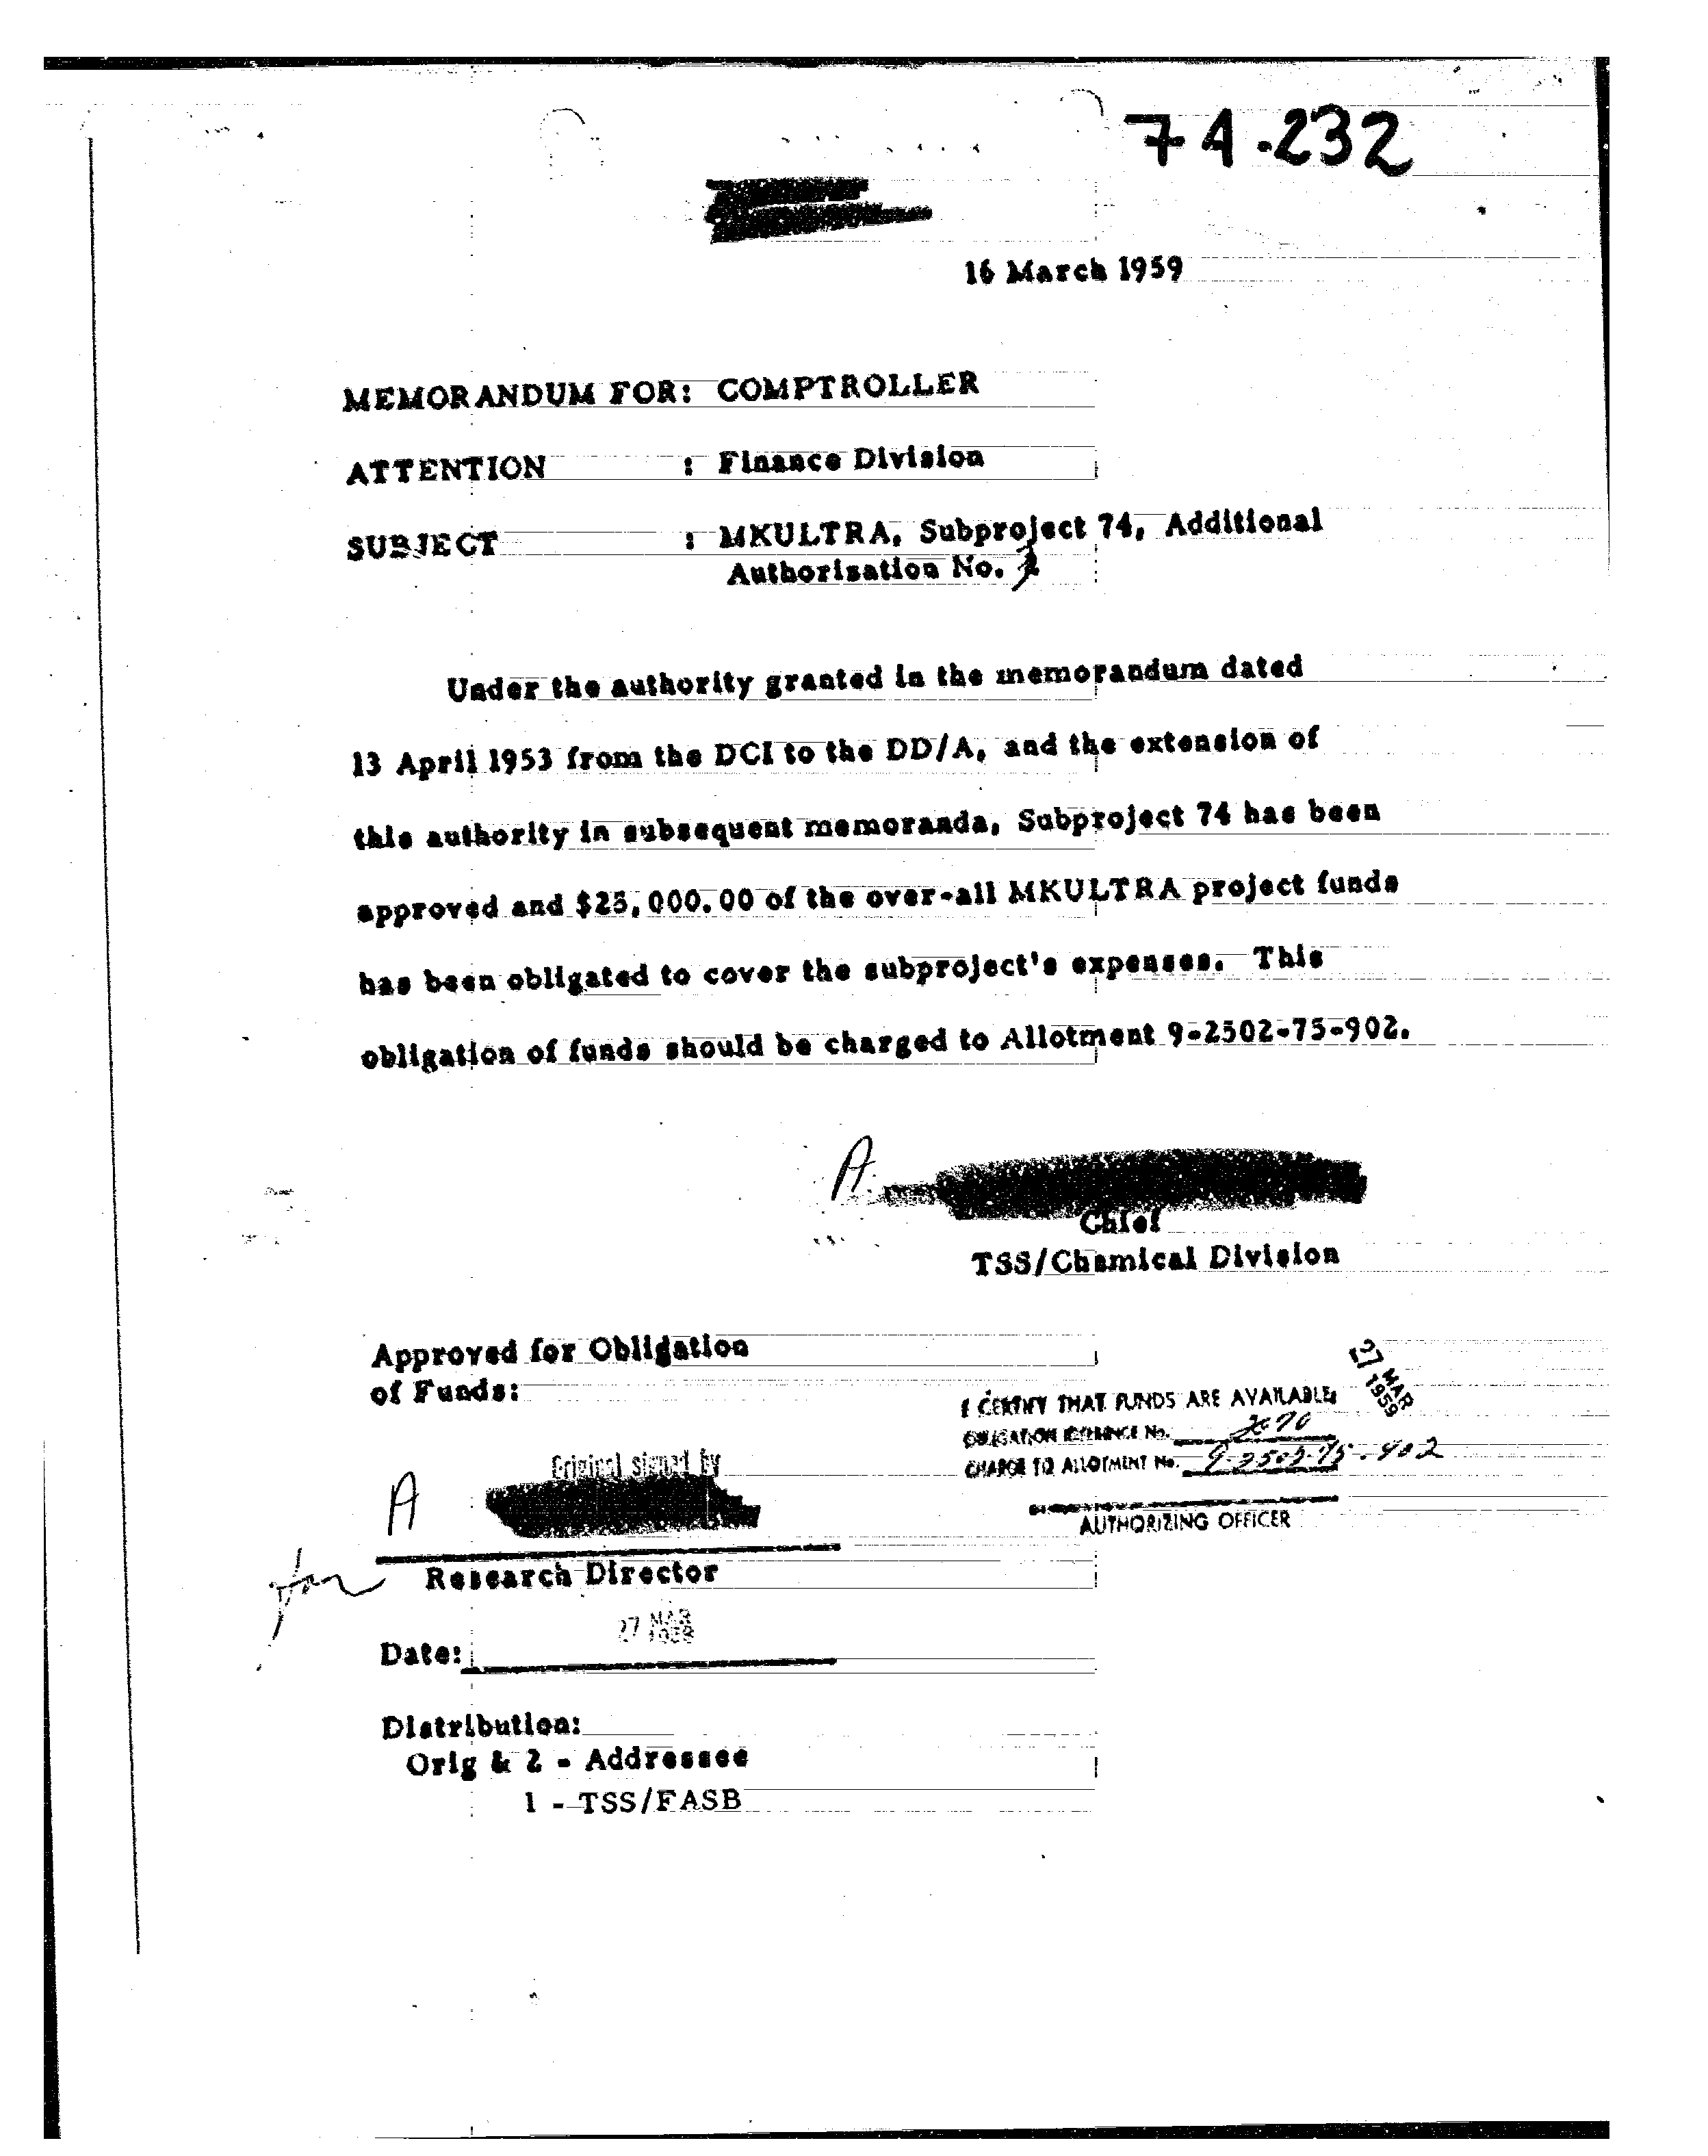 74-232
16 March 1959
MEMORANDUM FOR: COMPTROLLER
ATTENTION : Finance Division
SUBJECT : MKULTRA, Subproject 74, Additional
Authorization No.
Under the authority granted in the memorandum dated
13 April 1953 from the DCI to the DD/A, and the extension of
this authority in subsequent memoranda, Subproject 74 has been
approved and $25,000.00 of the over-all MKULTRA project funds
has been obligated to cover the subproject's expenses. This
obligation of funds should be charged to Allotment 9-2502-75-902.
A
Chief
TSS/Chemical Division
Approved for Obligation
of Funds:
27 MAR
1959
I CERTIFY THAT FUNDS ARE AVAILABLE
OBLIGATION REFERENCE No.
CHARGE TO ALLOTMENT No. 9-2502-75-902
AUTHORIZING OFFICER
Original signed by
A
for Research Director
27 MAR
Date:
Distribution:
Orig & 2 - Addressee
1 - TSS/FASB